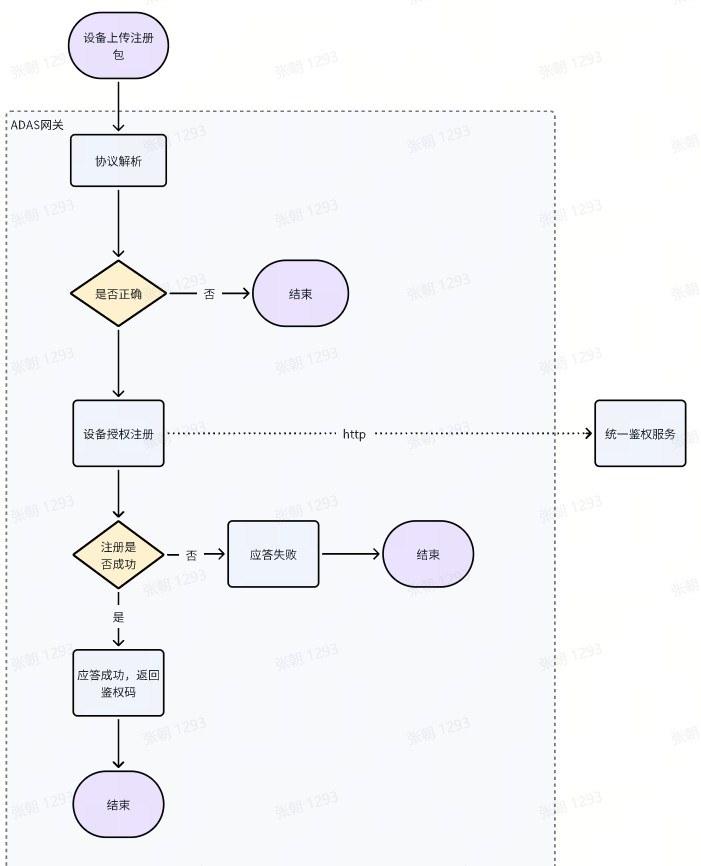 设备上传注册
包
ADAS网关
协议解析
是否正确
否
结束
设备授权注册
http
统一鉴权服务
注册是
否成功
否
应答失败
结束
是
应答成功，返回
鉴权码
结束
张朝 1293